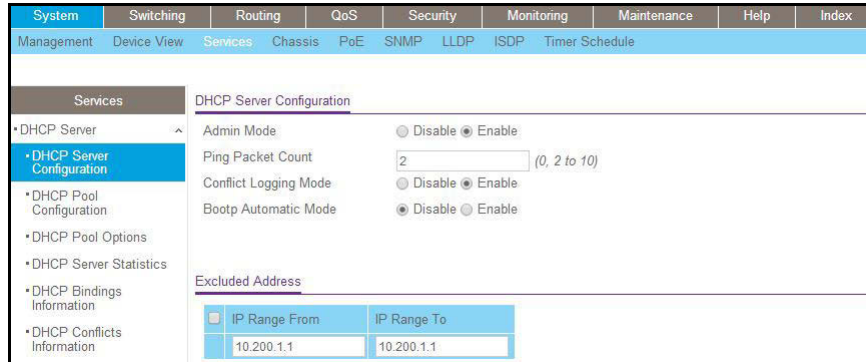 System Switching Routing QoS Security Monitoring Maintenance Help Index
Management Device View Services Chassis PoE SNMP LLDP ISDP Timer Schedule
Services
DHCP Server
DHCP Server
Configuration
DHCP Pool
Configuration
DHCP Pool Options
DHCP Server Statistics
DHCP Bindings
Information
DHCP Conflicts
Information
DHCP Server Configuration
Admin Mode Disable Enable
Ping Packet Count 2 (0, 2 to 10)
Conflict Logging Mode Disable Enable
Bootp Automatic Mode Disable Enable
Excluded Address
IP Range From IP Range To
10.200.1.1 10.200.1.1